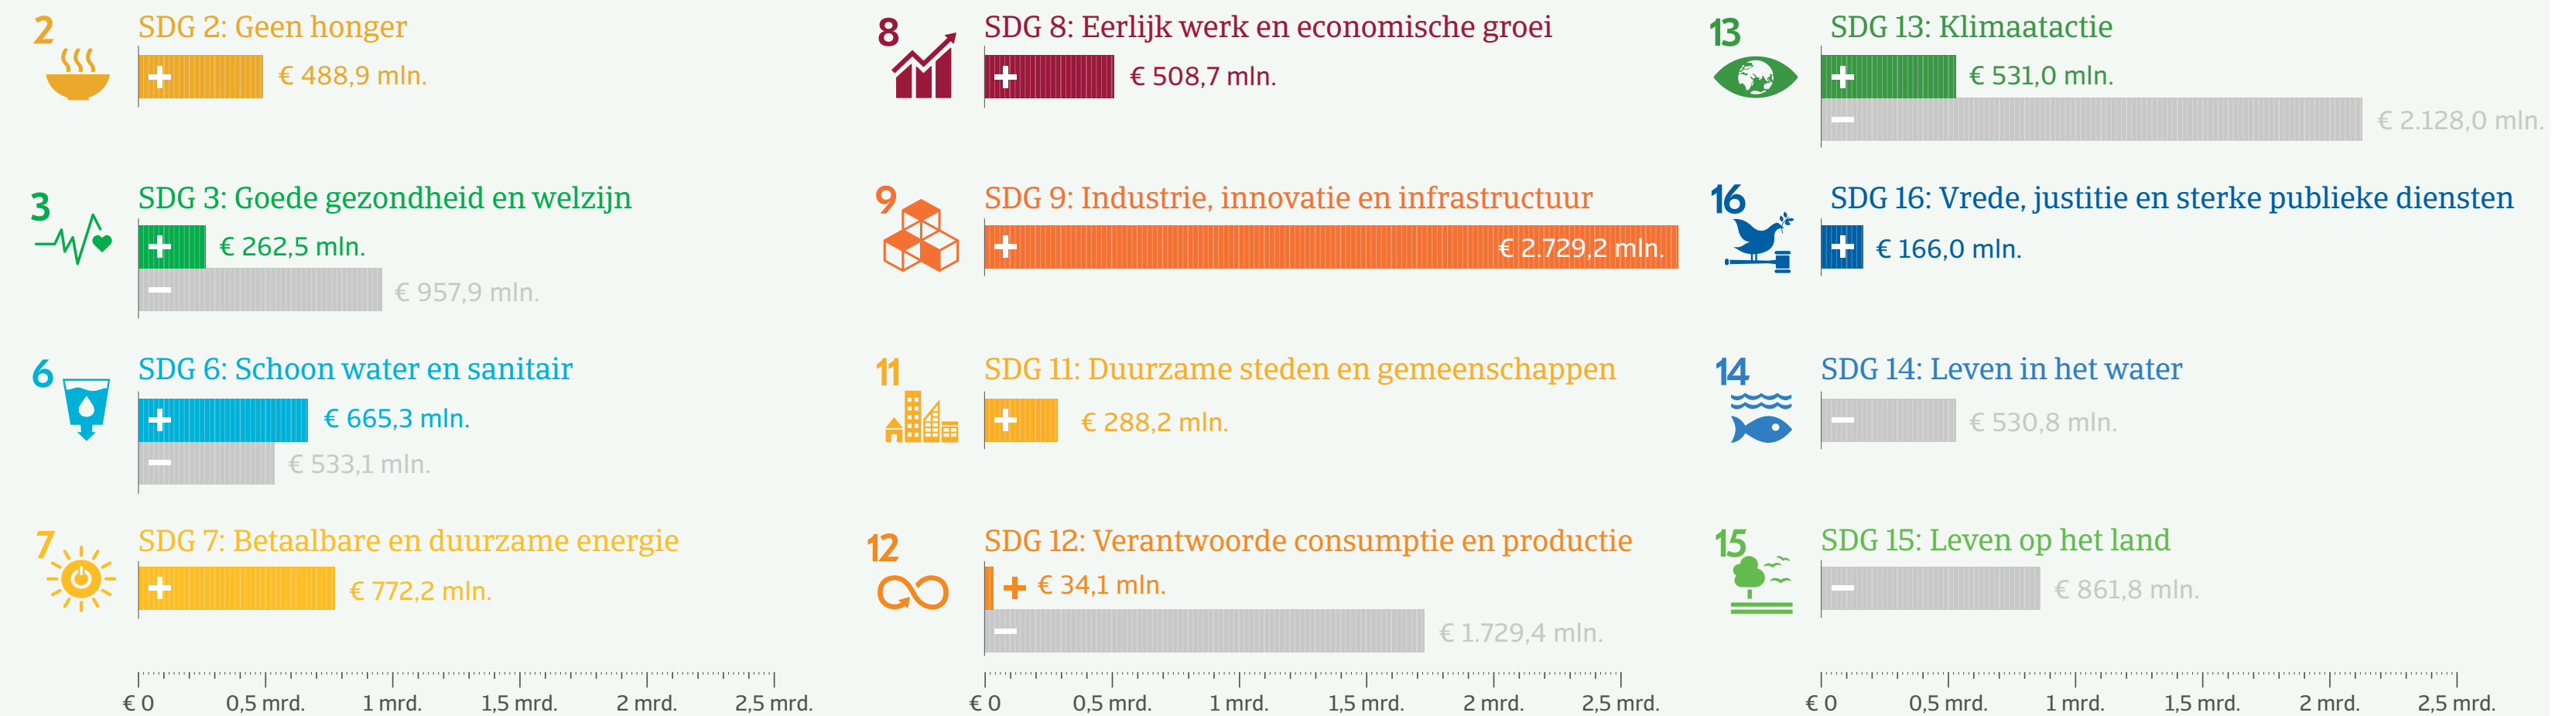 2
SDG 2: Geen honger
+ € 488,9 mln.
3
SDG 3: Goede gezondheid en welzijn
+ € 262,5 mln.
− € 957,9 mln.
6
SDG 6: Schoon water en sanitair
+ € 665,3 mln.
− € 533,1 mln.
7
SDG 7: Betaalbare en duurzame energie
+ € 772,2 mln.
€ 0 0,5 mrd. 1 mrd. 1,5 mrd. 2 mrd. 2,5 mrd.
8
SDG 8: Eerlijk werk en economische groei
+ € 508,7 mln.
9
SDG 9: Industrie, innovatie en infrastructuur
+ € 2.729,2 mln.
11
SDG 11: Duurzame steden en gemeenschappen
+ € 288,2 mln.
12
SDG 12: Verantwoorde consumptie en productie
+ € 34,1 mln.
− € 1.729,4 mln.
€ 0 0,5 mrd. 1 mrd. 1,5 mrd. 2 mrd. 2,5 mrd.
13
SDG 13: Klimaatactie
+ € 531,0 mln.
− € 2.128,0 mln.
16
SDG 16: Vrede, justitie en sterke publieke diensten
+ € 166,0 mln.
14
SDG 14: Leven in het water
− € 530,8 mln.
15
SDG 15: Leven op het land
− € 861,8 mln.
€ 0 0,5 mrd. 1 mrd. 1,5 mrd. 2 mrd. 2,5 mrd.